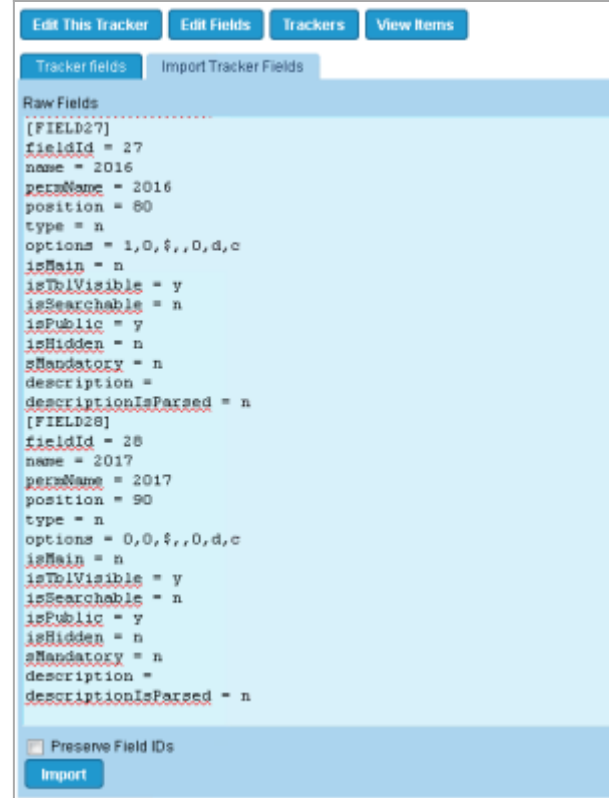 Edit This Tracker Edit Fields Trackers View Items
Tracker fields Import Tracker Fields
Raw Fields
[FIELD27]
fieldId = 27
name = 2016
permName = 2016
position = 80
type = n
options = 1,0,$,,0,d,c
isMain = n
isTblVisible = y
isSearchable = n
isPublic = y
isHidden = n
sMandatory = n
description =
descriptionIsParsed = n
[FIELD28]
fieldId = 28
name = 2017
permName = 2017
position = 90
type = n
options = 0,0,$,,0,d,c
isMain = n
isTblVisible = y
isSearchable = n
isPublic = y
isHidden = n
sMandatory = n
description =
descriptionIsParsed = n
Preserve Field IDs
Import